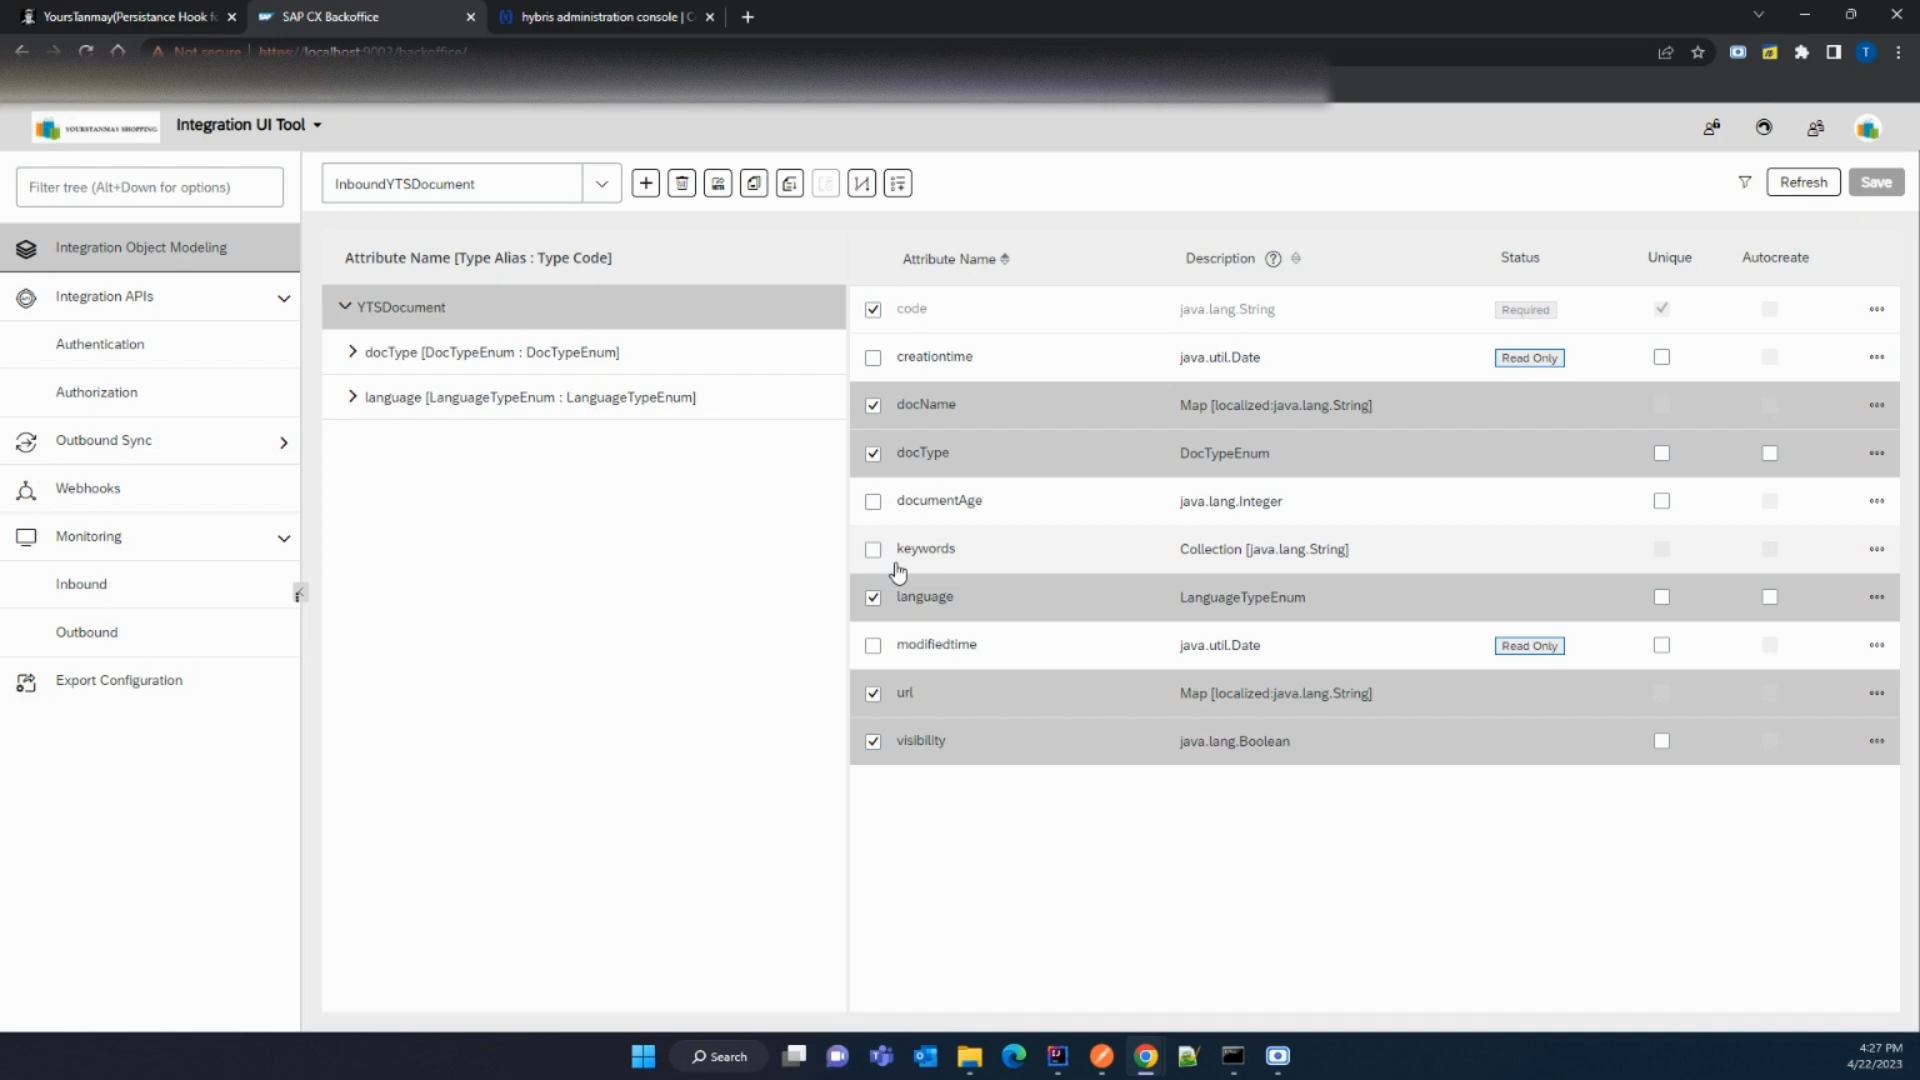 YoursTanmay(Persistance Hook fo
SAP CX Backoffice
hybris administration console | C
Not secure
https://localhost:9002/backoffice/
T
YOURSTANMAY SHOPPING
Integration UI Tool
Filter tree (Alt+Down for options)
InboundYTSDocument
Refresh
Save
Integration Object Modeling
Integration APIs
Authentication
Authorization
Outbound Sync
Webhooks
Monitoring
Inbound
Outbound
Export Configuration
Attribute Name [Type Alias : Type Code]
YTSDocument
docType [DocTypeEnum : DocTypeEnum]
language [LanguageTypeEnum : LanguageTypeEnum]
Attribute Name Description ? Status Unique Autocreate
code java.lang.String Required
creationtime java.util.Date Read Only
docName Map [localized:java.lang.String]
docType DocTypeEnum
documentAge java.lang.Integer
keywords Collection [java.lang.String]
language LanguageTypeEnum
modifiedtime java.util.Date Read Only
url Map [localized:java.lang.String]
visibility java.lang.Boolean
Search
4:27 PM
4/22/2023